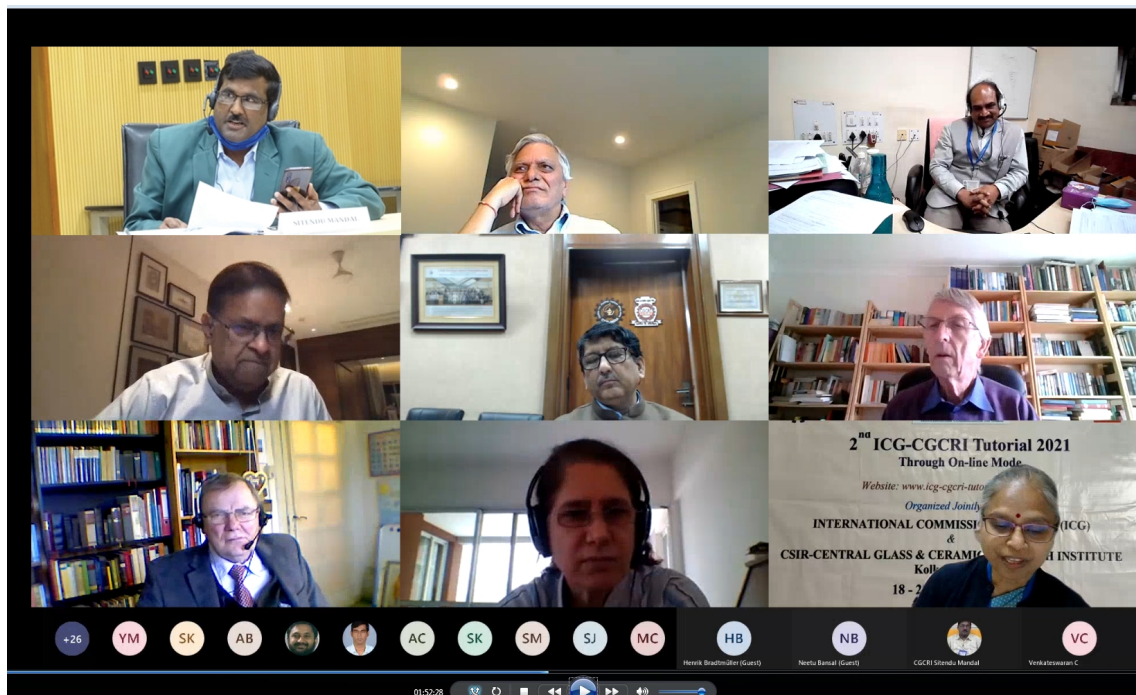 SITENDU MANDAL
2nd ICG-CGCRI Tutorial 2021
Through On-line Mode
Website: www.icg-cgcri-tuto
Organized Jointly
INTERNATIONAL COMMISSI (ICG)
&
CSIR-CENTRAL GLASS & CERAMIC H INSTITUTE
Kolk
18 - 2
+26
YM
SK
AB
AC
SK
SM
SJ
MC
HB
NB
VC
Henrik Bradtmüller (Guest)
Neetu Bansal (Guest)
CGCRI Sitendu Mandal
Venkateswaran C
01:52:28